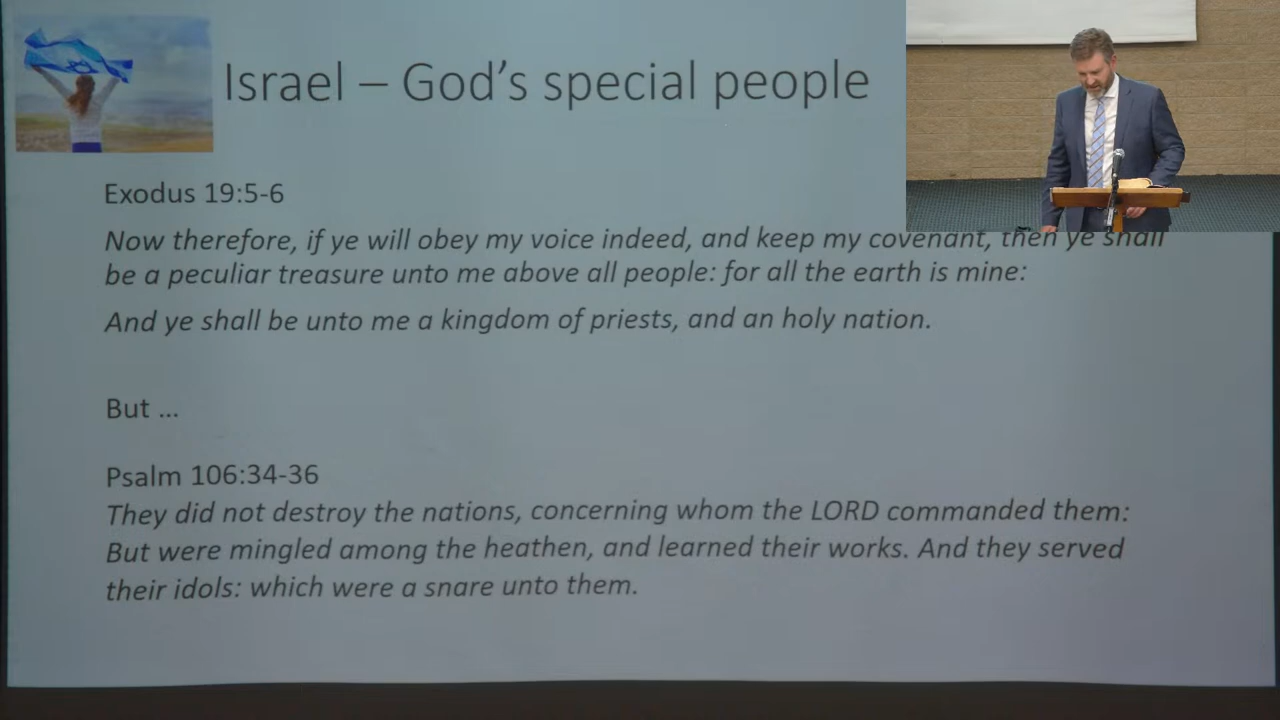 Israel – God's special people
Exodus 19:5-6
Now therefore, if ye will obey my voice indeed, and keep my covenant, then ye shall
be a peculiar treasure unto me above all people: for all the earth is mine:
And ye shall be unto me a kingdom of priests, and an holy nation.
But ...
Psalm 106:34-36
They did not destroy the nations, concerning whom the LORD commanded them:
But were mingled among the heathen, and learned their works. And they served
their idols: which were a snare unto them.